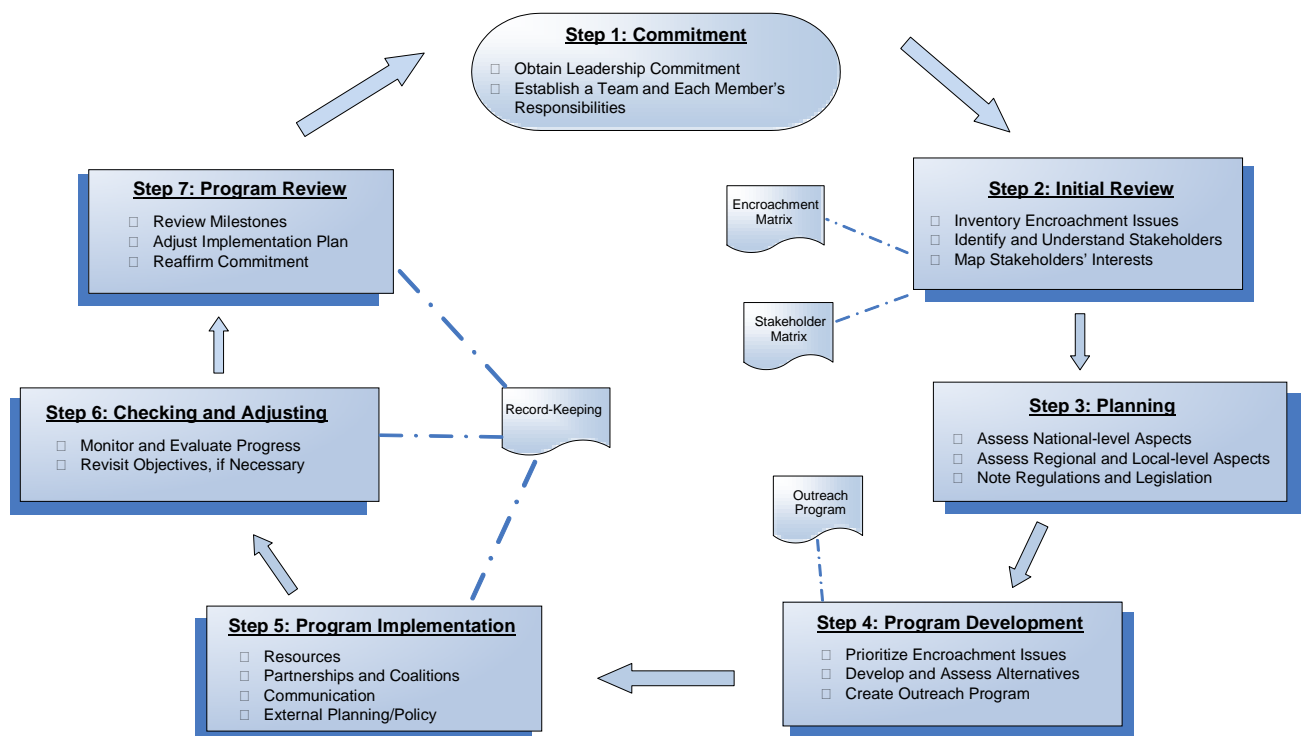 Step 1: Commitment
Obtain Leadership Commitment
Establish a Team and Each Member's
Responsibilities
Step 2: Initial Review
Inventory Encroachment Issues
Identify and Understand Stakeholders
Map Stakeholders' Interests
Encroachment
Matrix
Stakeholder
Matrix
Step 3: Planning
Assess National-level Aspects
Assess Regional and Local-level Aspects
Note Regulations and Legislation
Step 4: Program Development
Prioritize Encroachment Issues
Develop and Assess Alternatives
Create Outreach Program
Outreach
Program
Step 5: Program Implementation
Resources
Partnerships and Coalitions
Communication
External Planning/Policy
Step 6: Checking and Adjusting
Monitor and Evaluate Progress
Revisit Objectives, if Necessary
Record-Keeping
Step 7: Program Review
Review Milestones
Adjust Implementation Plan
Reaffirm Commitment